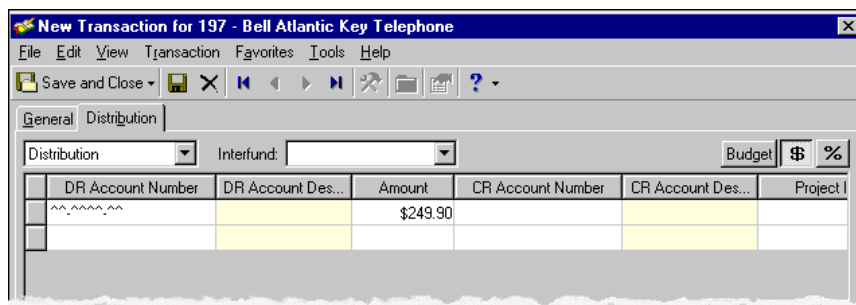 New Transaction for 197 - Bell Atlantic Key Telephone
File Edit View Transaction Favorites Tools Help
Save and Close ?
General Distribution
Distribution Interfund: Budget $ %
DR Account Number DR Account Des... Amount CR Account Number CR Account Des... Project I
^^-^^^^-^^ $249.90